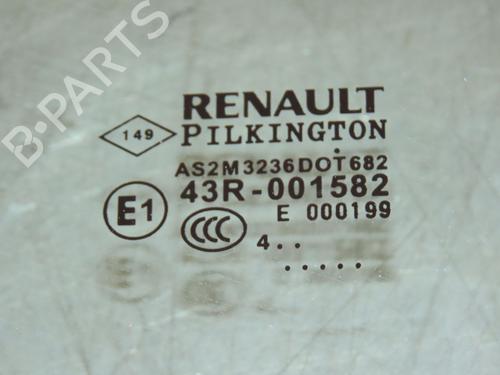 B-PARTS
RENAULT
149 PILKINGTON
AS2M3236DOT682
43R-001582
E1 E 000199
CCC 4..
.....